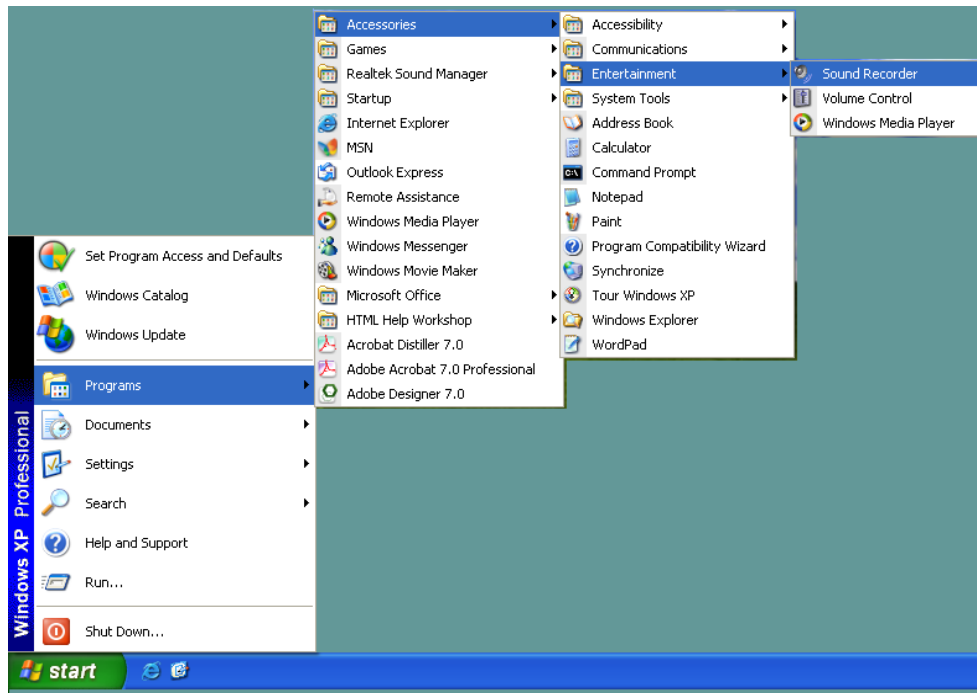 Accessories
Games
Realtek Sound Manager
Startup
Internet Explorer
MSN
Outlook Express
Remote Assistance
Windows Media Player
Windows Messenger
Windows Movie Maker
Microsoft Office
HTML Help Workshop
Acrobat Distiller 7.0
Adobe Acrobat 7.0 Professional
Adobe Designer 7.0
Accessibility
Communications
Entertainment
System Tools
Address Book
Calculator
Command Prompt
Notepad
Paint
Program Compatibility Wizard
Synchronize
Tour Windows XP
Windows Explorer
WordPad
Sound Recorder
Volume Control
Windows Media Player
Set Program Access and Defaults
Windows Catalog
Windows Update
Programs
Documents
Settings
Search
Help and Support
Run...
Shut Down...
Windows XP Professional
start